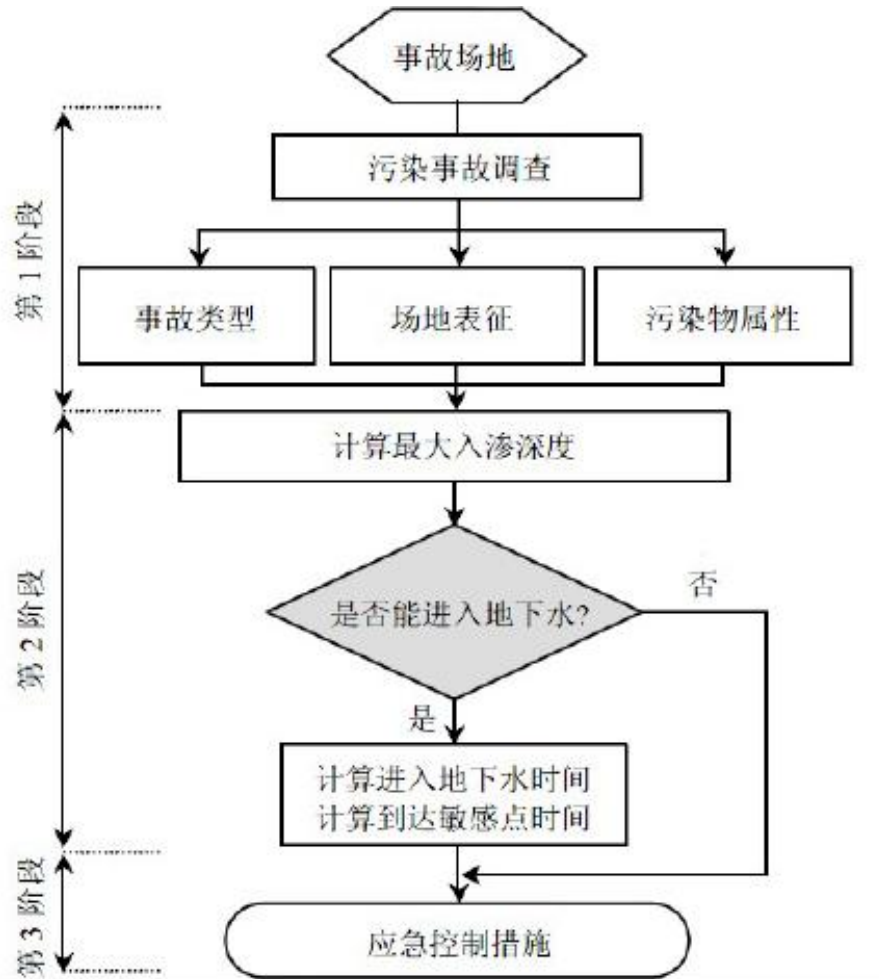 事故场地
污染事故调查
第 1 阶段
事故类型
场地表征
污染物属性
计算最大入渗深度
第 2 阶段
是否能进入地下水?
否
是
计算进入地下水时间
计算到达敏感点时间
第 3 阶段
应急控制措施